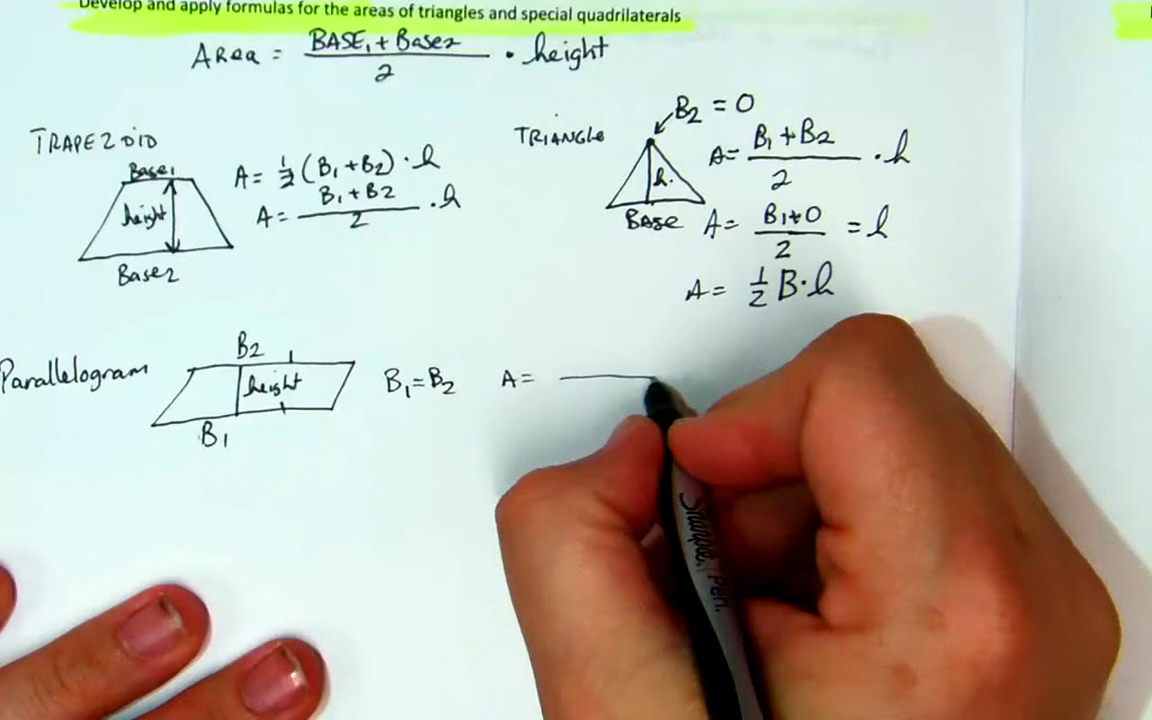 Develop and apply formulas for the areas of triangles and special quadrilaterals
Area = BASE₁ + Base₂ / 2 · height
TRAPEZOID
Base₁
height
Base₂
A = 1/2 (B₁ + B₂) · h
A = B₁ + B₂ / 2 · h
TRIANGLE
B₂ = 0
h.
BASE
A = B₁ + B₂ / 2 · h
A = B₁ + 0 / 2 = h
A = 1/2 B · h
Parallelogram
B₂
height
B₁
B₁ = B₂
A =
Sharpie Pen.